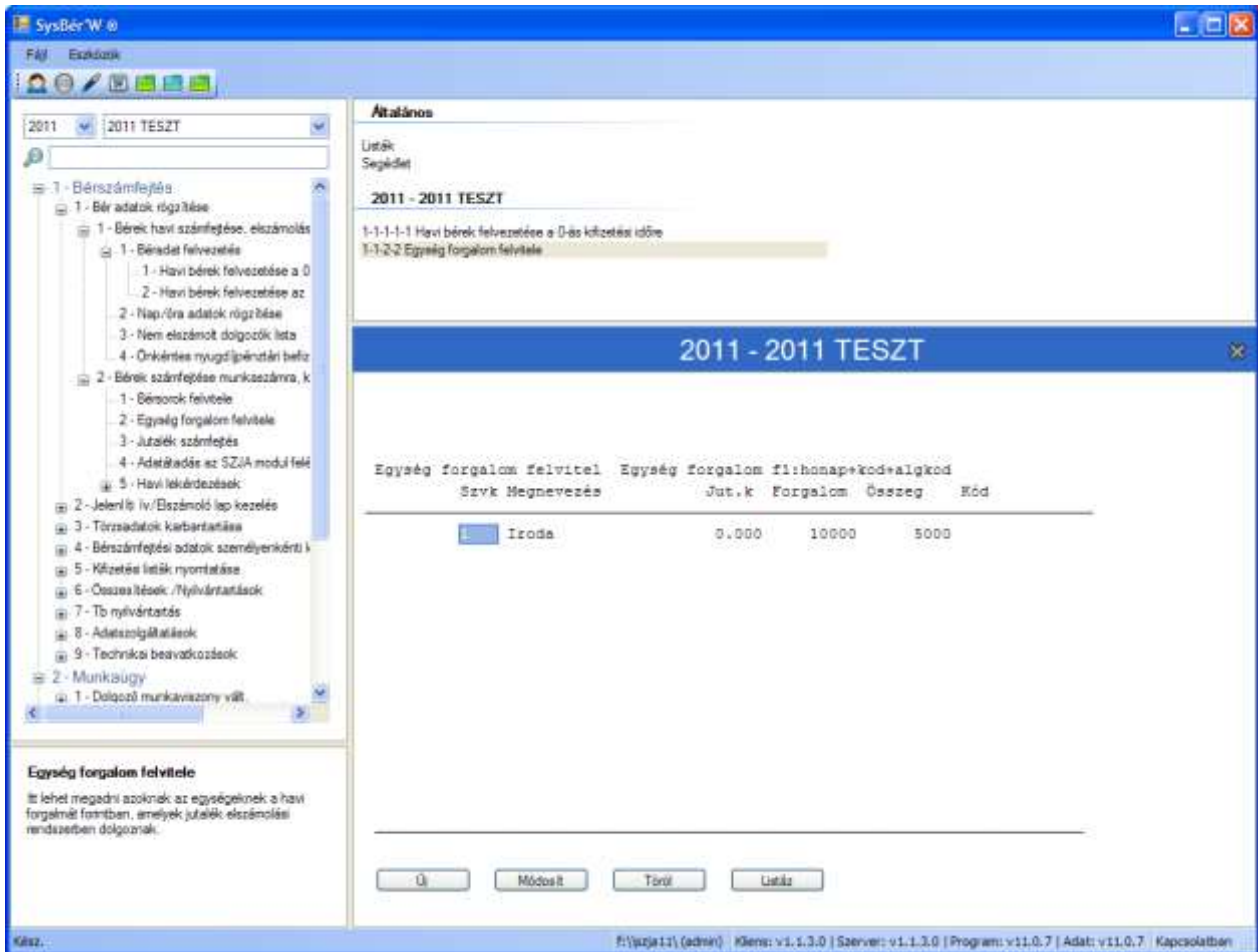 SysBér'W ®
Fájl Eszközök
2011 2011 TESZT
1 - Bérszámfejtés
1 - Bér adatok rögzítése
1 - Bérek havi számfejtése, elszámolás
1 - Béradat felvezetés
1 - Havi bérek felvezetése a 0
2 - Havi bérek felvezetése az
2 - Nap/óra adatok rögzítése
3 - Nem elszámolt dolgozók lista
4 - Önkéntes nyugdíjpénztári befiz
2 - Bérek számfejtése munkaszámra, k
1 - Bérsorok felvitele
2 - Egység forgalom felvitele
3 - Jutalék számfejtés
4 - Adatátadás az SZJA modul felé
5 - Havi lekérdezések
2 - Jelenléti ív/Elszámoló lap kezelés
3 - Törzsadatok karbantartása
4 - Bérszámfejtési adatok személyenkénti k
5 - Kifizetési listák nyomtatása
6 - Összesítések /Nyilvántartások
7 - Tb nyilvántartás
8 - Adatszolgáltatások
9 - Technikai beavatkozások
2 - Munkaügy
1 - Dolgozó munkaviszony vált.
Egység forgalom felvitele
Itt lehet megadni azoknak az egységeknek a havi
forgalmát forintban, amelyek jutalék elszámolási
rendszerben dolgoznak.
Általános
Listák
Segédlet
2011 - 2011 TESZT
1-1-1-1-1 Havi bérek felvezetése a 0-ás kifizetési időre
1-1-2-2 Egység forgalom felvitele
2011 - 2011 TESZT
Egység forgalom felvitel Egység forgalom f1:honap+kod+algkod
Szvk Megnevezés Jut.k Forgalom Összeg Kód
1 Iroda 0.000 10000 5000
Új Módosít Töröl Listáz
Kész. f:\\szja11\ (admin) Kliens: v1.1.3.0 | Szerver: v1.1.3.0 | Program: v11.0.7 | Adat: v11.0.7 Kapcsolatban